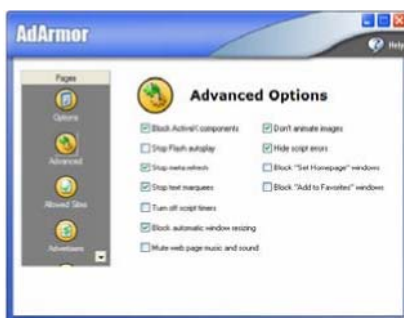 AdArmor
Help
Pages
Options
Advanced
Allowed Sites
Advertisers
Advanced Options
Block ActiveX components
Stop Flash autoplay
Stop meta refresh
Stop text marquees
Turn off script timers
Block automatic window resizing
Mute web page music and sound
Don't animate images
Hide script errors
Block "Set Homepage" windows
Block "Add to Favorites" windows